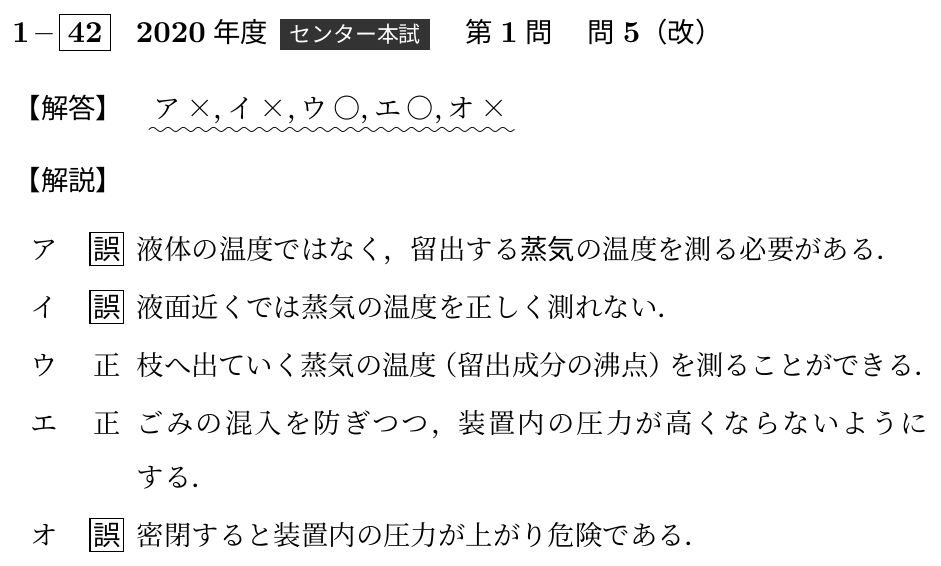 1－42 2020 年度 センター本試 第 1 問 問 5（改）
【解答】 ア ×, イ ×, ウ ○, エ ○, オ ×
【解説】
ア 誤 液体の温度ではなく，留出する蒸気の温度を測る必要がある．
イ 誤 液面近くでは蒸気の温度を正しく測れない．
ウ 正 枝へ出ていく蒸気の温度（留出成分の沸点）を測ることができる．
エ 正 ごみの混入を防ぎつつ，装置内の圧力が高くならないように
する．
オ 誤 密閉すると装置内の圧力が上がり危険である．